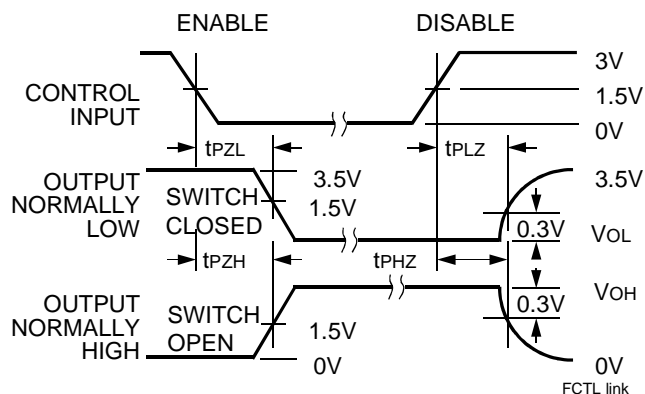 ENABLE DISABLE
3V
CONTROL
INPUT
1.5V
0V
tPZL
tPLZ
OUTPUT
NORMALLY
LOW
SWITCH
CLOSED
3.5V
1.5V
3.5V
0.3V
VOL
tPZH
tPHZ
OUTPUT
NORMALLY
HIGH
SWITCH
OPEN
1.5V
0V
VOH
0.3V
0V
FCTL link